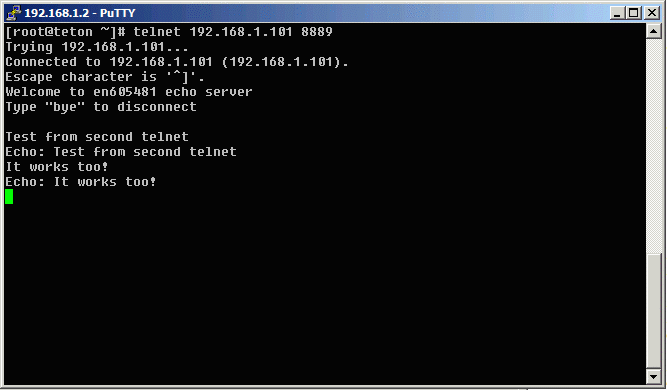 192.168.1.2 - PuTTY
[root@teton ~]# telnet 192.168.1.101 8889
Trying 192.168.1.101...
Connected to 192.168.1.101 (192.168.1.101).
Escape character is '^]'.
Welcome to en605481 echo server
Type "bye" to disconnect
Test from second telnet
Echo: Test from second telnet
It works too!
Echo: It works too!